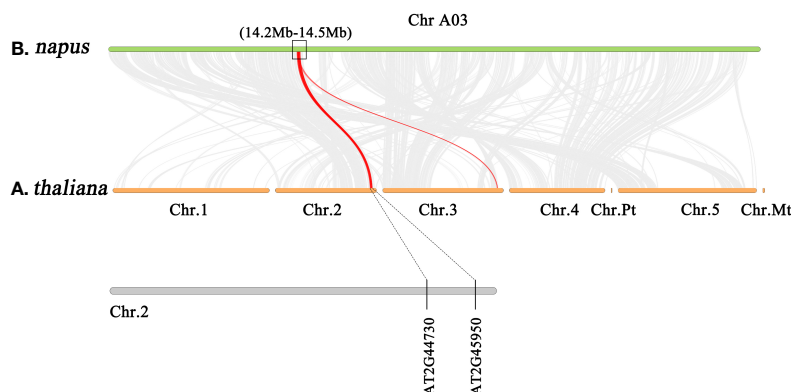 Chr A03
(14.2Mb-14.5Mb)
B. napus
A. thaliana
Chr.1 Chr.2 Chr.3 Chr.4 Chr.Pt Chr.5 Chr.Mt
Chr.2
AT2G44730
AT2G45950